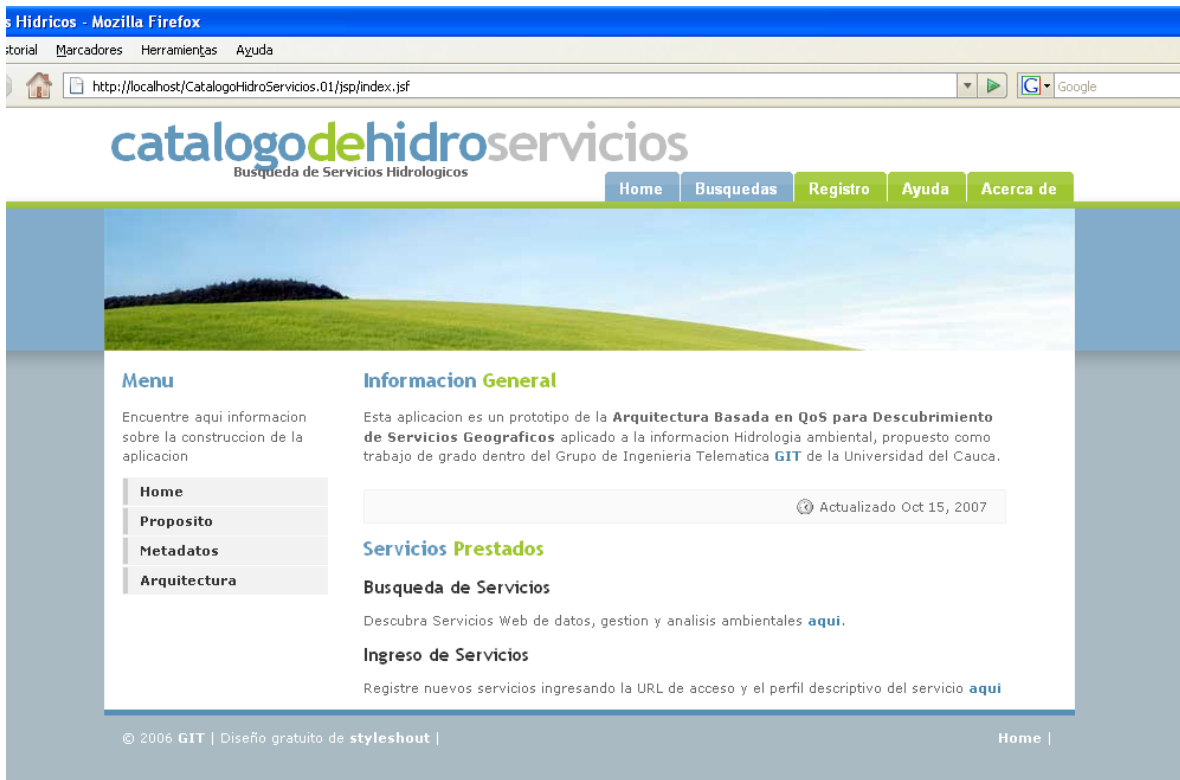 s Hidricos - Mozilla Firefox
storial Marcadores Herramientas Ayuda
http://localhost/CatalogoHidroServicios.01/jsp/index.jsf
G Google
catalogodehidroservicios
Busqueda de Servicios Hidrologicos
Home Busquedas Registro Ayuda Acerca de
Menu
Encuentre aqui informacion
sobre la construccion de la
aplicacion
Home
Proposito
Metadatos
Arquitectura
Informacion General
Esta aplicacion es un prototipo de la Arquitectura Basada en QoS para Descubrimiento
de Servicios Geograficos aplicado a la informacion Hidrologia ambiental, propuesto como
trabajo de grado dentro del Grupo de Ingenieria Telematica GIT de la Universidad del Cauca.
Actualizado Oct 15, 2007
Servicios Prestados
Busqueda de Servicios
Descubra Servicios Web de datos, gestion y analisis ambientales aqui.
Ingreso de Servicios
Registre nuevos servicios ingresando la URL de acceso y el perfil descriptivo del servicio aqui
© 2006 GIT | Diseño gratuito de styleshout |
Home |